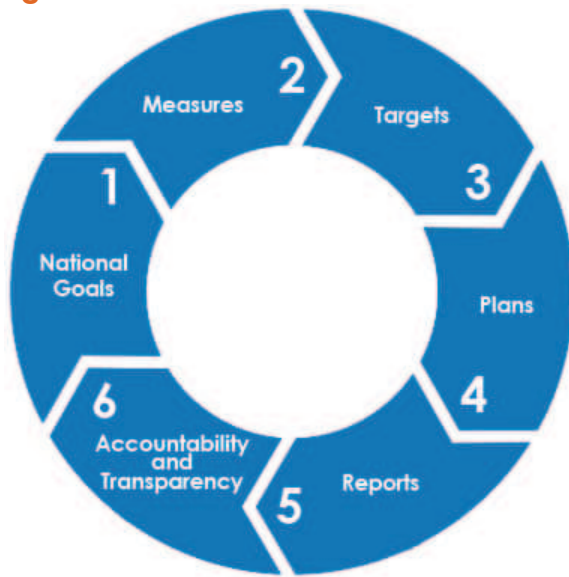 1
National
Goals
2
Measures
Targets
3
Plans
4
Reports
5
6
Accountability
and
Transparency